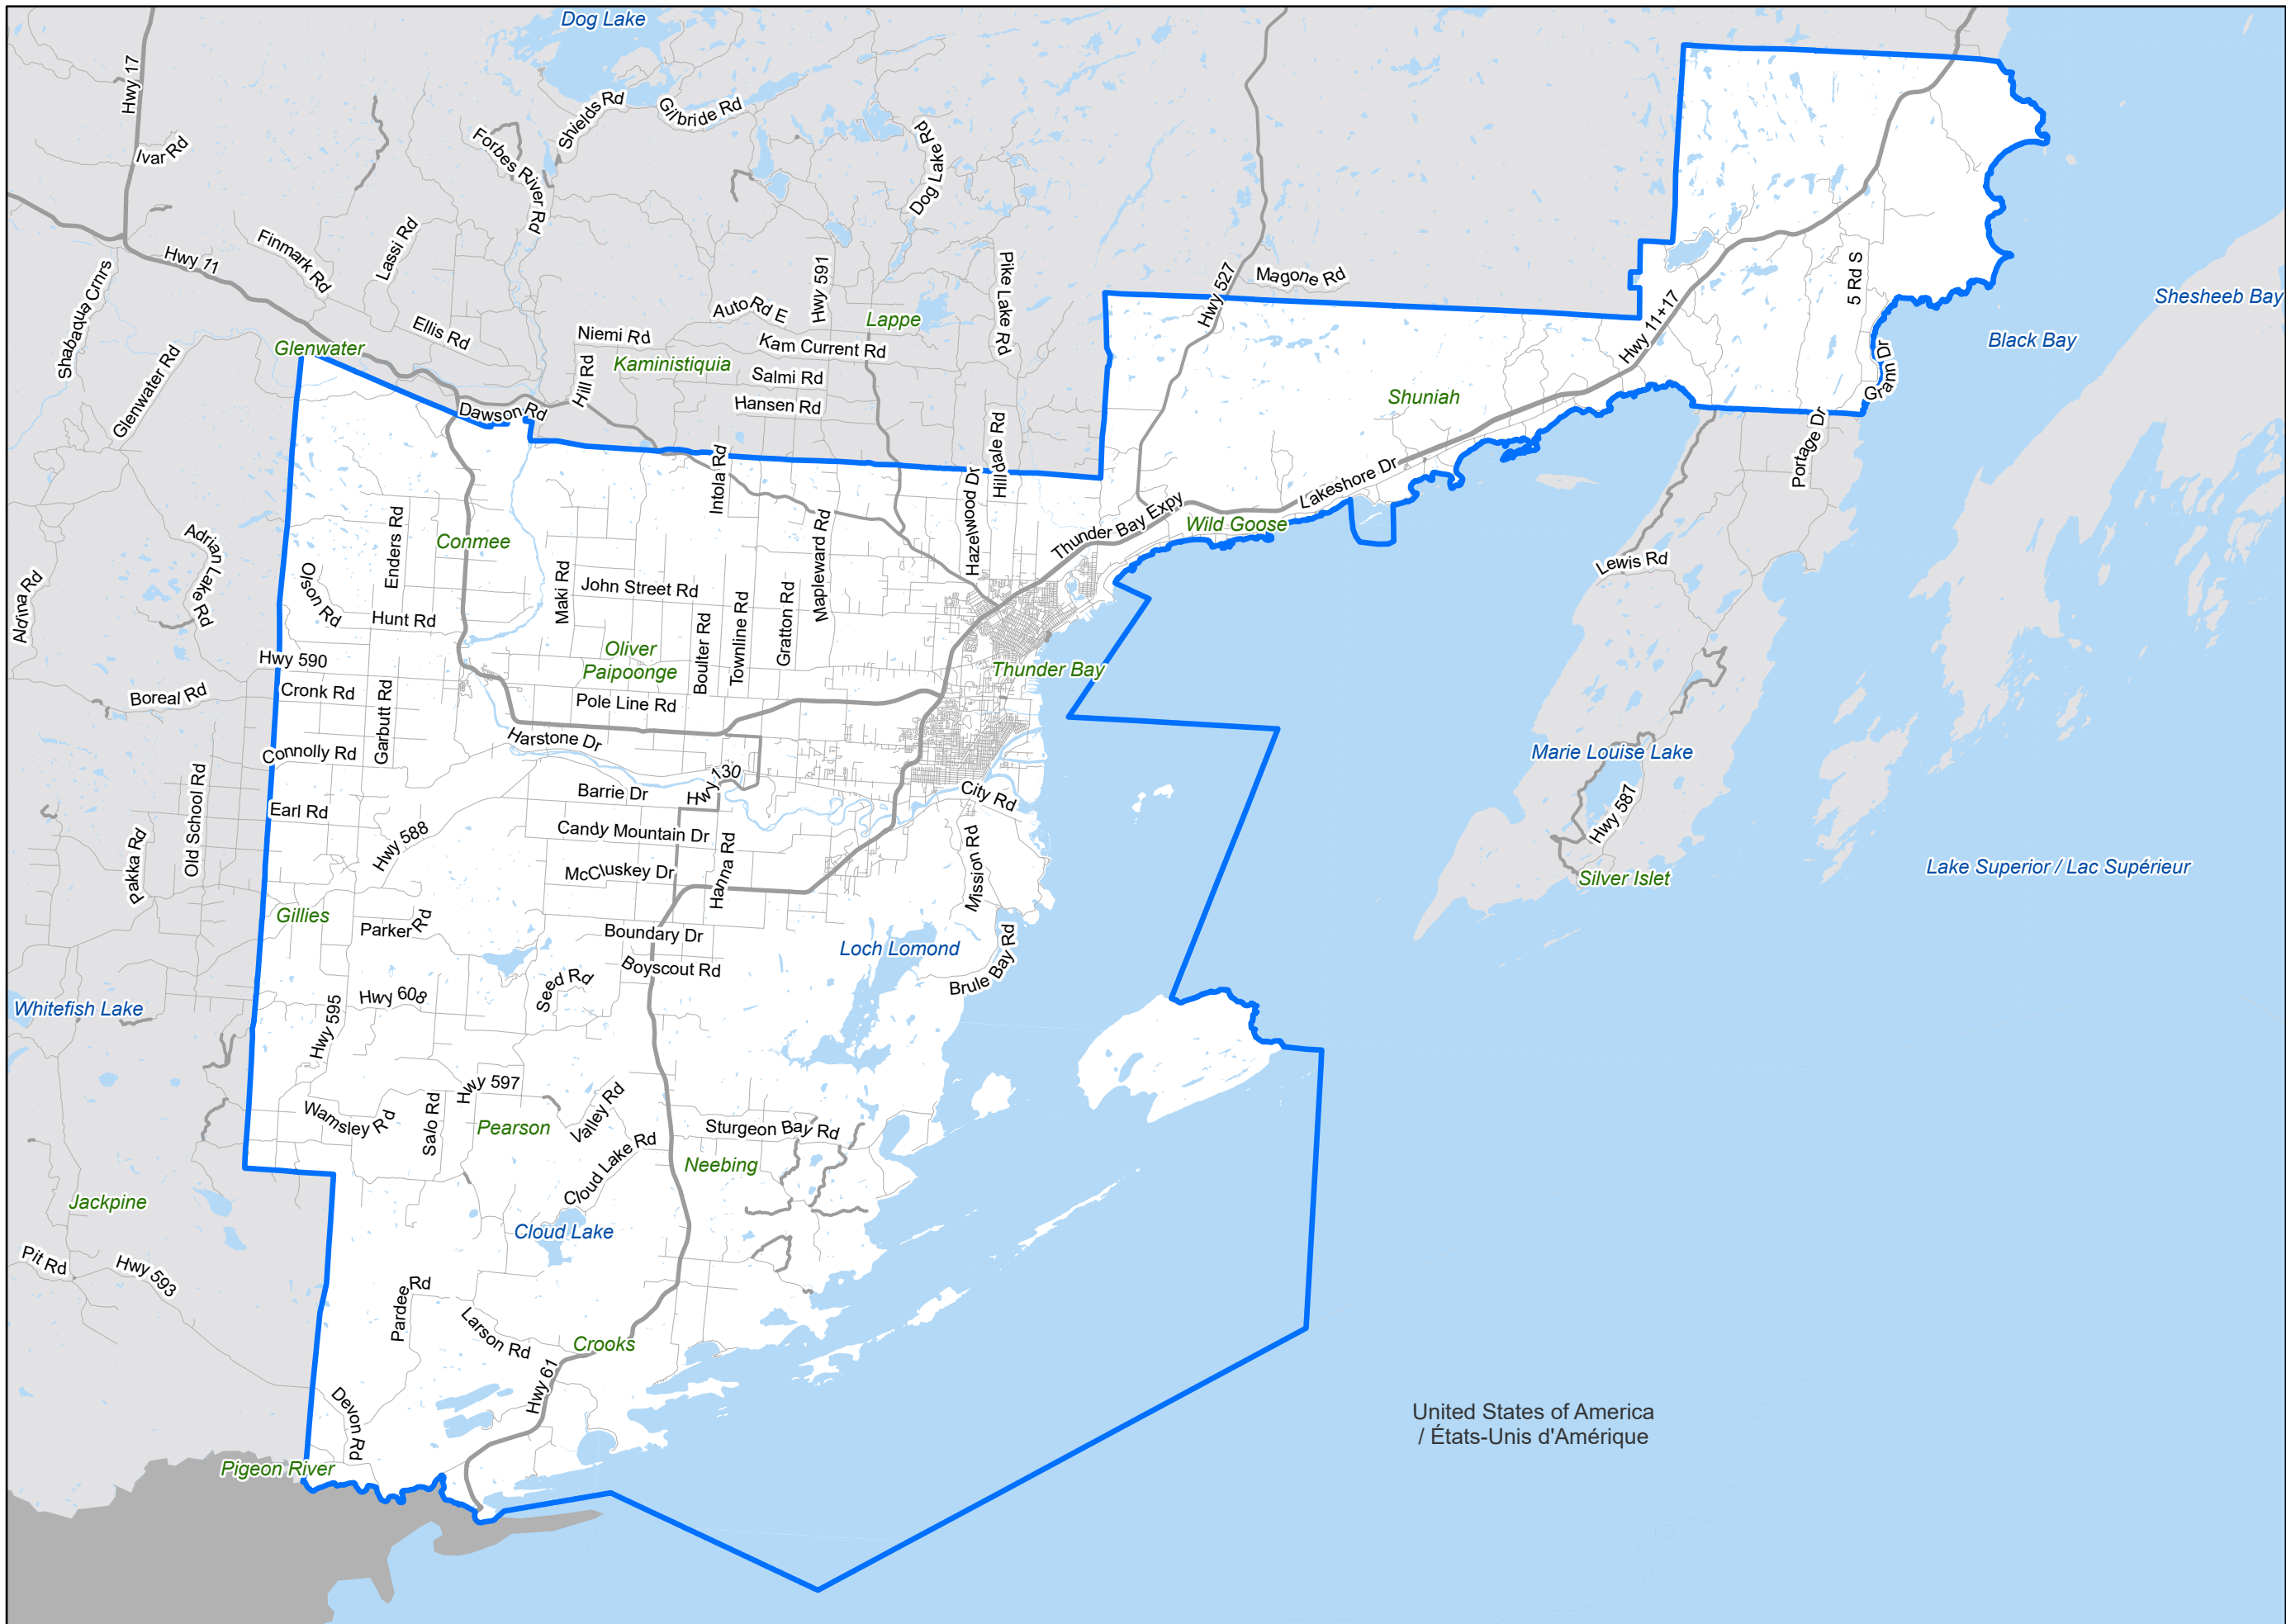 Dog Lake
Hwy 17
Shields Rd
Gilbride Rd
Ivar Rd
Forbes River Rd
Dog Lake Rd
Finmark Rd
Lassi Rd
Hwy 11
Shabaqua Crnrs
Hwy 591
Pike Lake Rd
Hwy 527
Magone Rd
5 Rd S
Shesheeb Bay
Auto Rd E
Lappe
Ellis Rd
Niemi Rd
Kam Current Rd
Hwy 11+17
Black Bay
Glenwater
Kaministiquia
Glenwater Rd
Hill Rd
Salmi Rd
Grann Dr
Dawson Rd
Hansen Rd
Shuniah
Portage Dr
Intola Rd
Hazelwood Dr
Hilldale Rd
Lakeshore Dr
Thunder Bay Expy
Wild Goose
Enders Rd
Conmee
Adrian Lake Rd
Mapleward Rd
Aldina Rd
Olson Rd
Maki Rd
John Street Rd
Lewis Rd
Hunt Rd
Boulter Rd
Townline Rd
Gratton Rd
Hwy 590
Oliver
Paipoonge
Thunder Bay
Boreal Rd
Cronk Rd
Garbutt Rd
Pole Line Rd
Connolly Rd
Harstone Dr
Marie Louise Lake
Old School Rd
Hwy 130
Barrie Dr
City Rd
Earl Rd
Hwy 588
Candy Mountain Dr
Hwy 587
Pakka Rd
McCluskey Dr
Hanna Rd
Mission Rd
Lake Superior / Lac Supérieur
Silver Islet
Gillies
Parker Rd
Boundary Dr
Loch Lomond
Boyscout Rd
Brule Bay Rd
Seed Rd
Whitefish Lake
Hwy 608
Hwy 595
Hwy 597
Wamsley Rd
Salo Rd
Pearson
Valley Rd
Sturgeon Bay Rd
Cloud Lake Rd
Neebing
Jackpine
Cloud Lake
Pit Rd
Hwy 593
Pardee Rd
Larson Rd
Crooks
Hwy 61
Devon Rd
United States of America
/ États-Unis d'Amérique
Pigeon River